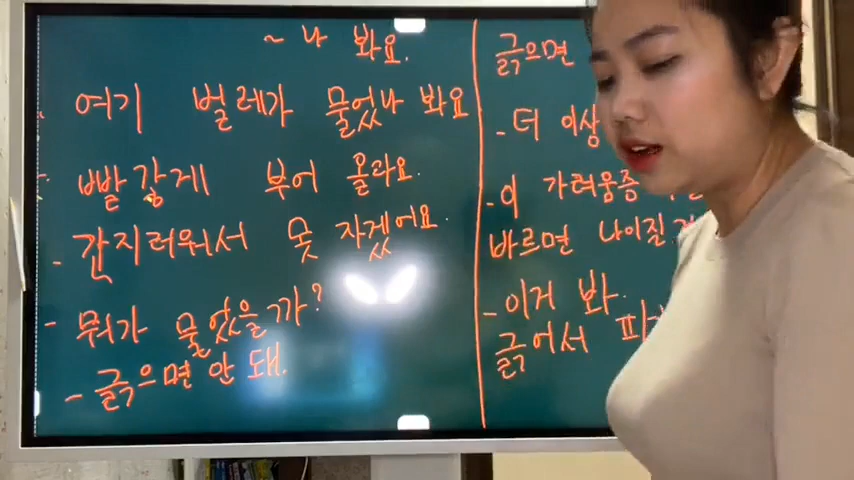 ~ 나 봐요.
여기 벌레가 물었나 봐요.
- 빨갛게 부어 올라요.
- 간지러워서 못 자겠어요.
- 뭐가 물었을까?
- 긁으면 안 돼.
긁으면
- 더 이상
- 이 가려움증
바르면 나이질
- 이거 봐.
긁어서